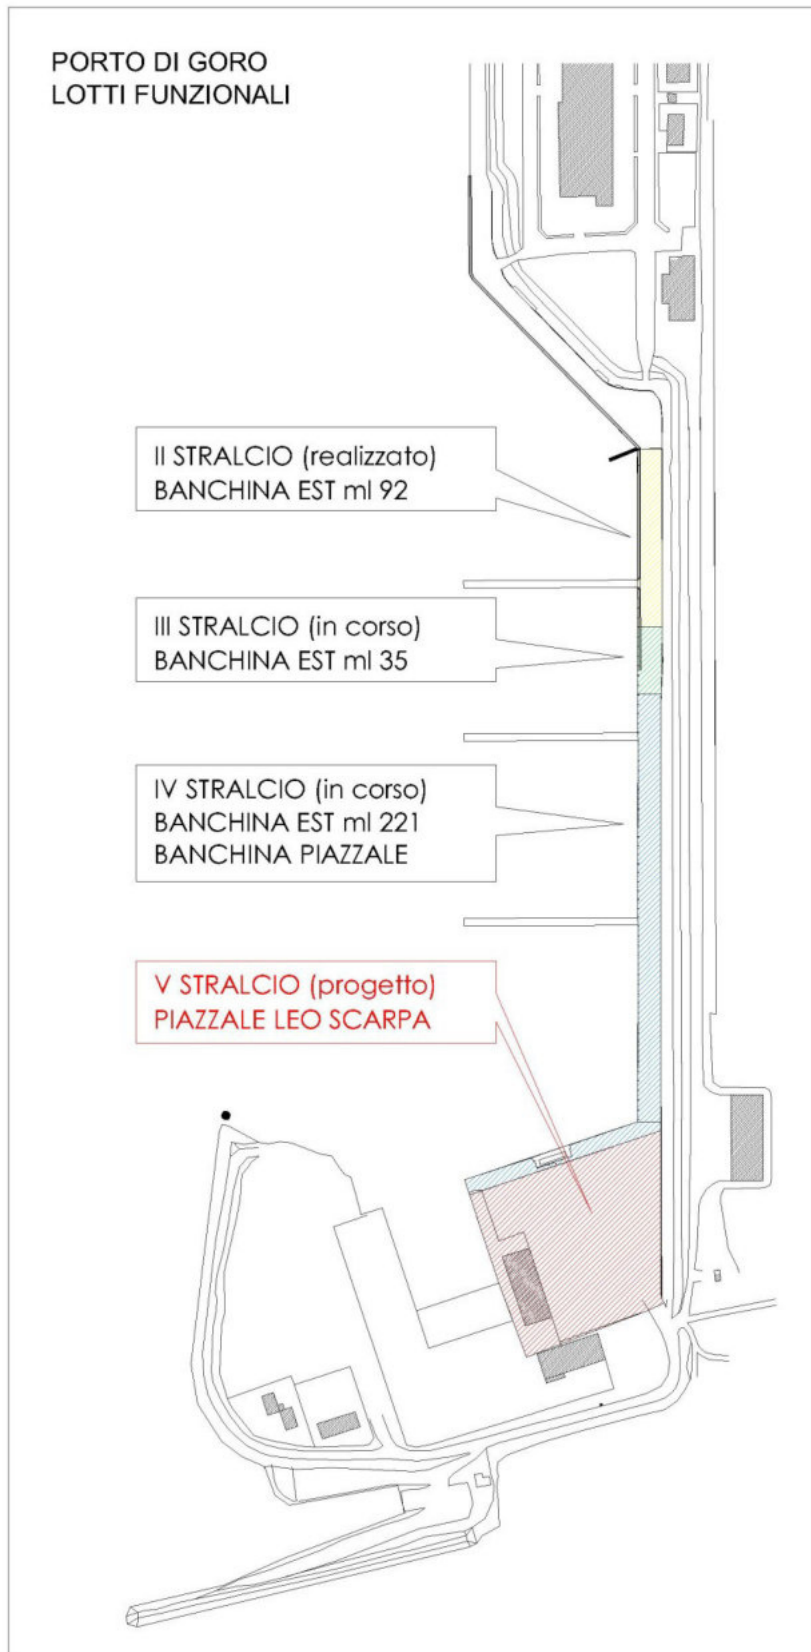 PORTO DI GORO
LOTTI FUNZIONALI
II STRALCIO (realizzato)
BANCHINA EST ml 92
III STRALCIO (in corso)
BANCHINA EST ml 35
IV STRALCIO (in corso)
BANCHINA EST ml 221
BANCHINA PIAZZALE
V STRALCIO (progetto)
PIAZZALE LEO SCARPA